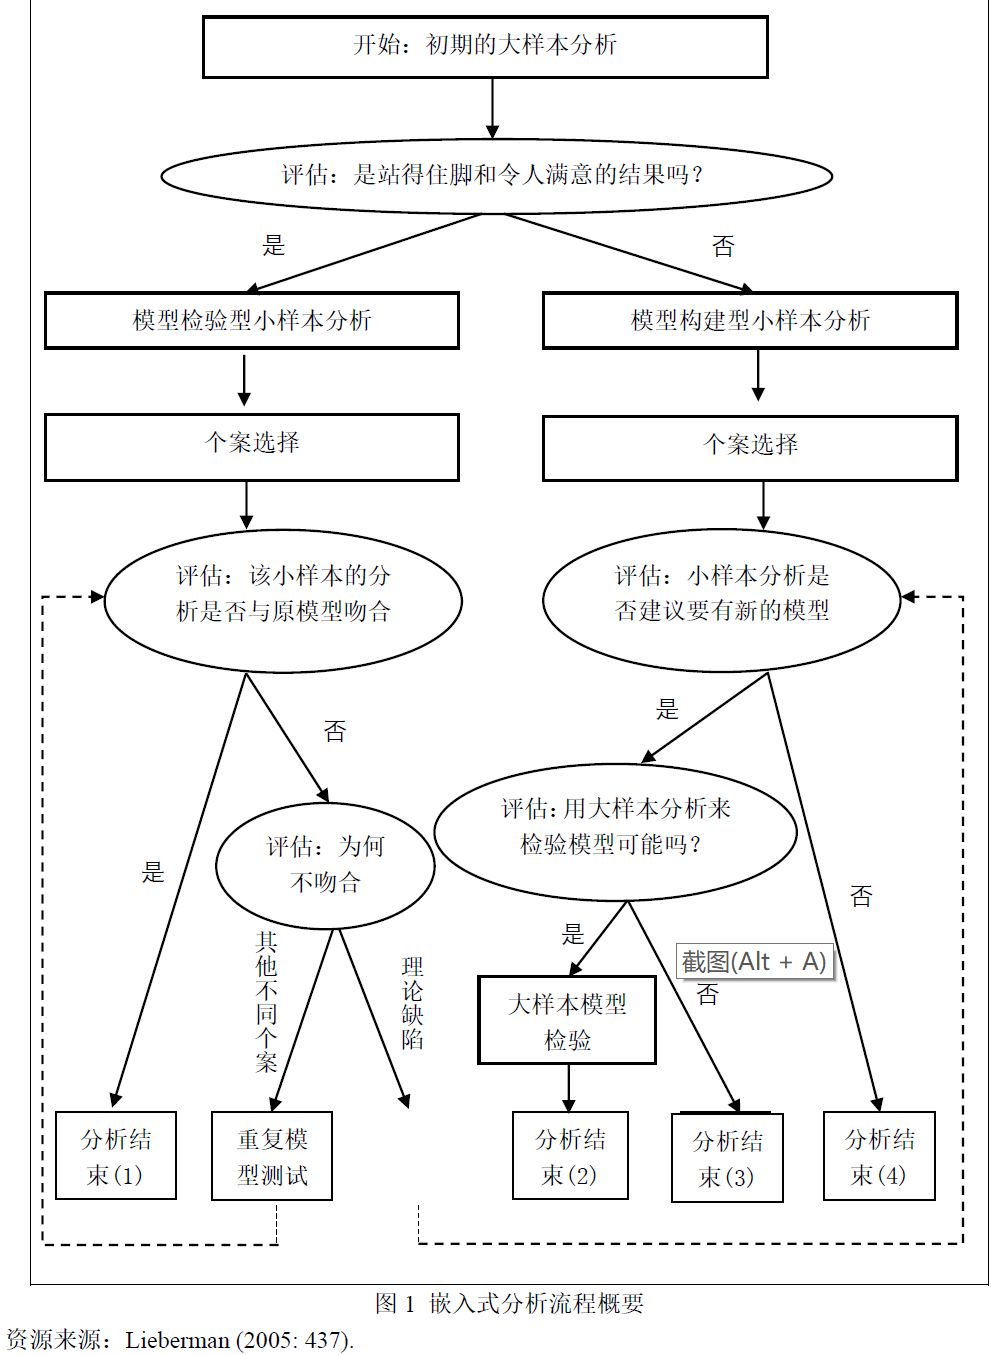 开始：初期的大样本分析
评估：是站得住脚和令人满意的结果吗？
是
否
模型检验型小样本分析
模型构建型小样本分析
个案选择
个案选择
评估：该小样本的分
析是否与原模型吻合
评估：小样本分析是
否建议要有新的模型
否
是
评估：用大样本分析来
检验模型可能吗？
评估：为何
不吻合
是
否
其他不同个案
理论缺陷
是
截图(Alt + A)
否
大样本模型
检验
分析结
束(1)
重复模
型测试
分析结
束(2)
分析结
束(3)
分析结
束(4)
图 1 嵌入式分析流程概要
资源来源：Lieberman (2005: 437).